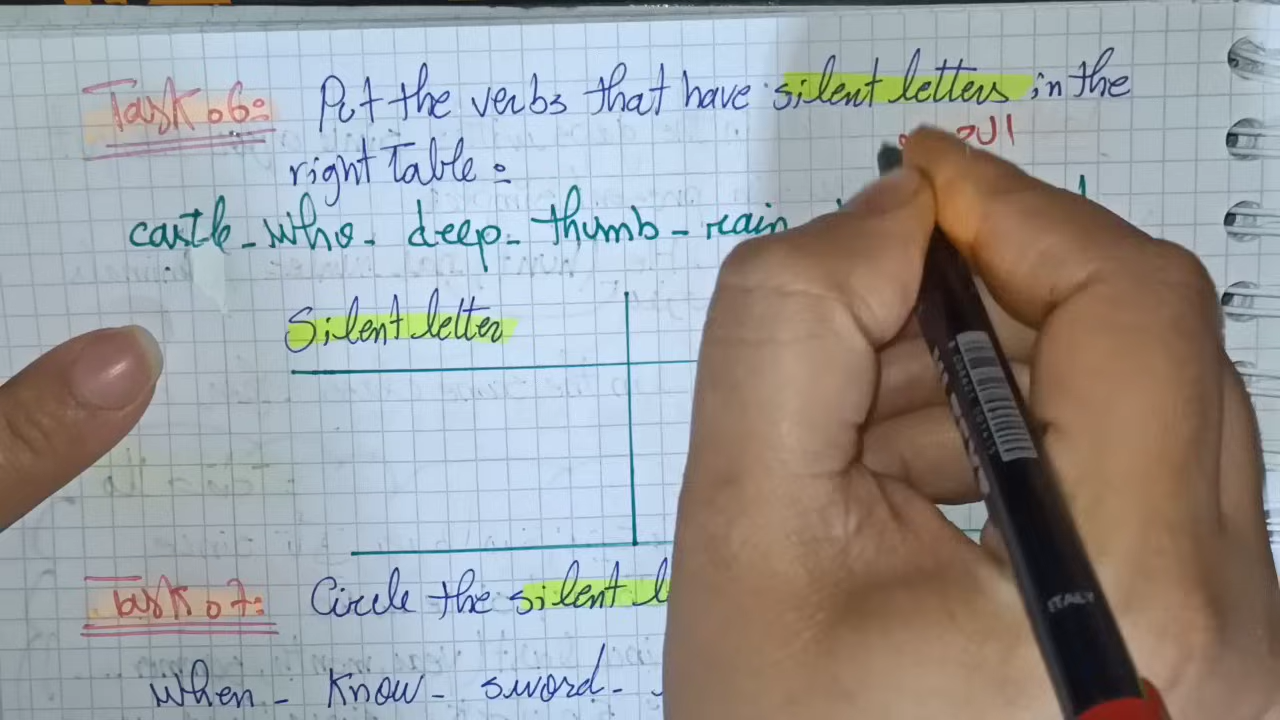 Task 06: Put the verbs that have silent letters in the
right Table:
castle - who - deep - thumb - rain
Silent letter
Task 07: Circle the silent l
when - know - sword -
ITALY